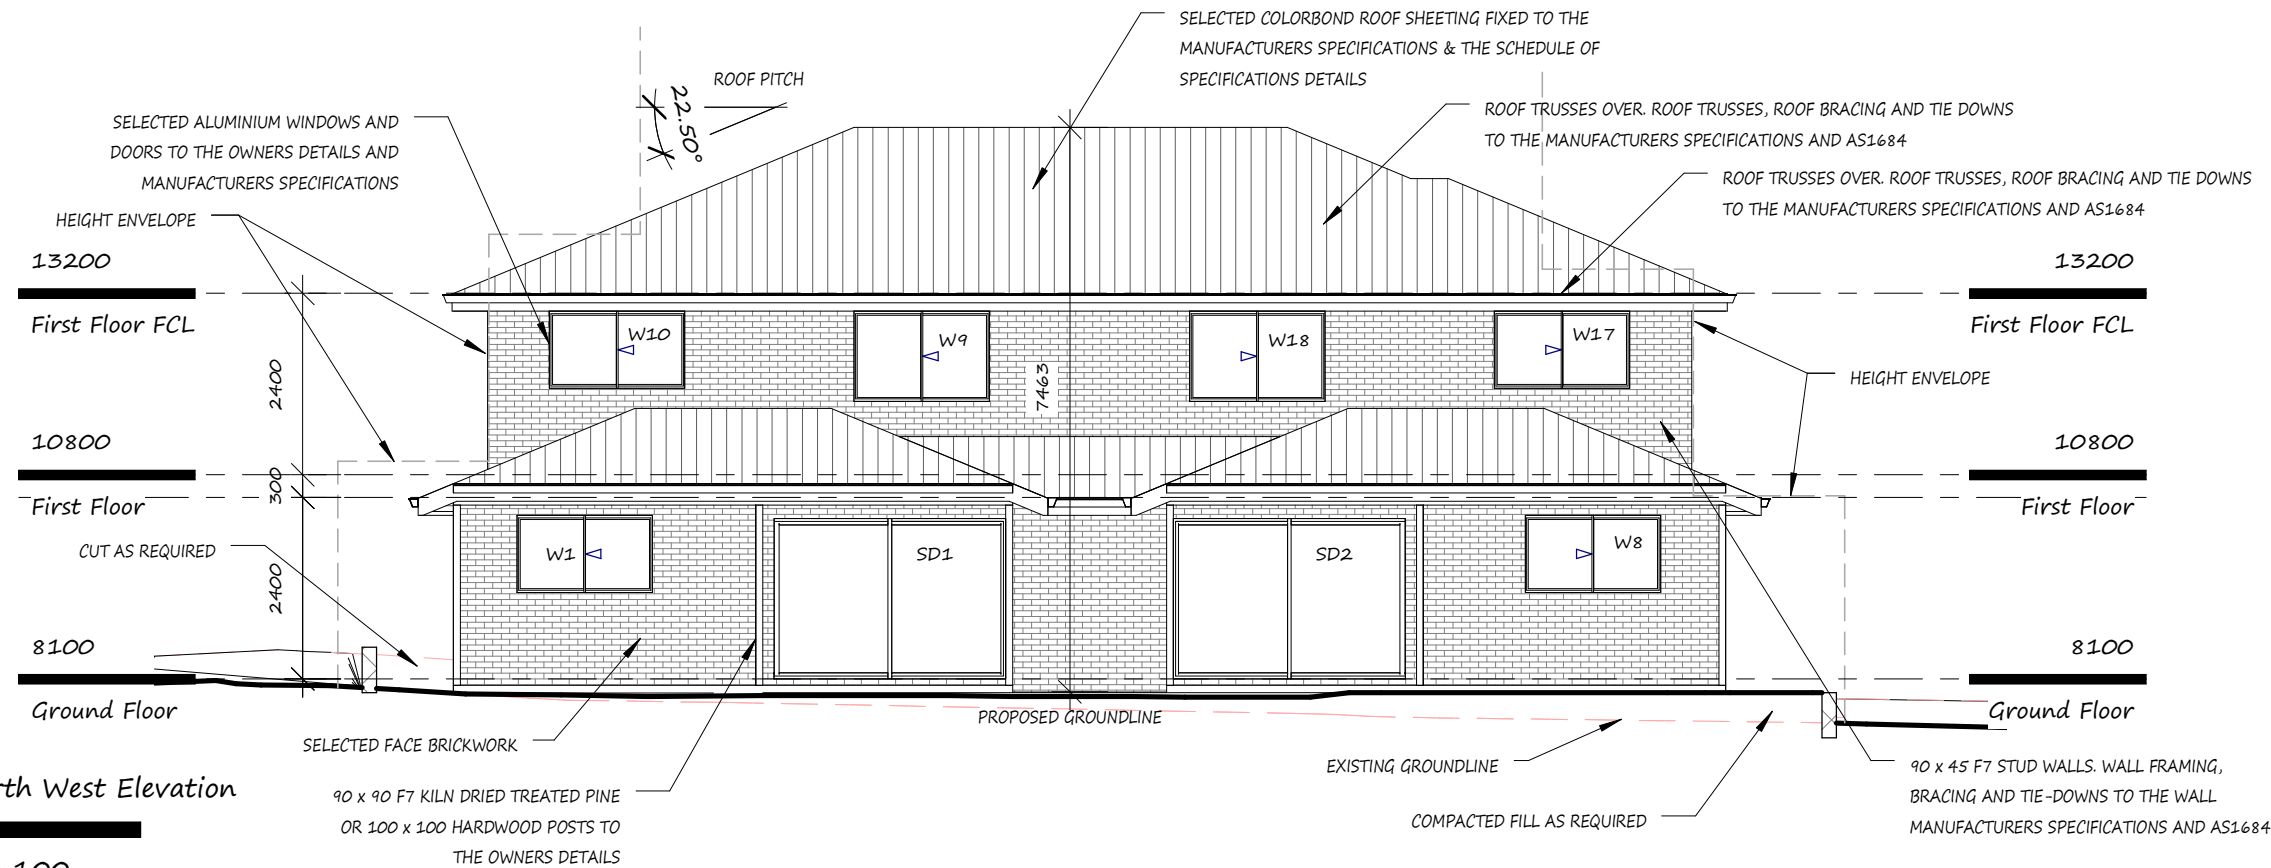 SELECTED COLORBOND ROOF SHEETING FIXED TO THE
MANUFACTURERS SPECIFICATIONS & THE SCHEDULE OF
SPECIFICATIONS DETAILS
ROOF PITCH
22.50°
ROOF TRUSSES OVER. ROOF TRUSSES, ROOF BRACING AND TIE DOWNS
TO THE MANUFACTURERS SPECIFICATIONS AND AS1684
SELECTED ALUMINIUM WINDOWS AND
DOORS TO THE OWNERS DETAILS AND
MANUFACTURERS SPECIFICATIONS
ROOF TRUSSES OVER. ROOF TRUSSES, ROOF BRACING AND TIE DOWNS
TO THE MANUFACTURERS SPECIFICATIONS AND AS1684
HEIGHT ENVELOPE
13200
First Floor FCL
13200
First Floor FCL
W10
W9
W18
W17
2400
7463
HEIGHT ENVELOPE
10800
First Floor
300
10800
First Floor
CUT AS REQUIRED
W1
SD1
SD2
W8
2400
8100
Ground Floor
8100
Ground Floor
PROPOSED GROUNDLINE
SELECTED FACE BRICKWORK
EXISTING GROUNDLINE
90 x 45 F7 STUD WALLS. WALL FRAMING,
BRACING AND TIE-DOWNS TO THE WALL
MANUFACTURERS SPECIFICATIONS AND AS1684
COMPACTED FILL AS REQUIRED
90 x 90 F7 KILN DRIED TREATED PINE
OR 100 x 100 HARDWOOD POSTS TO
THE OWNERS DETAILS
rth West Elevation
100